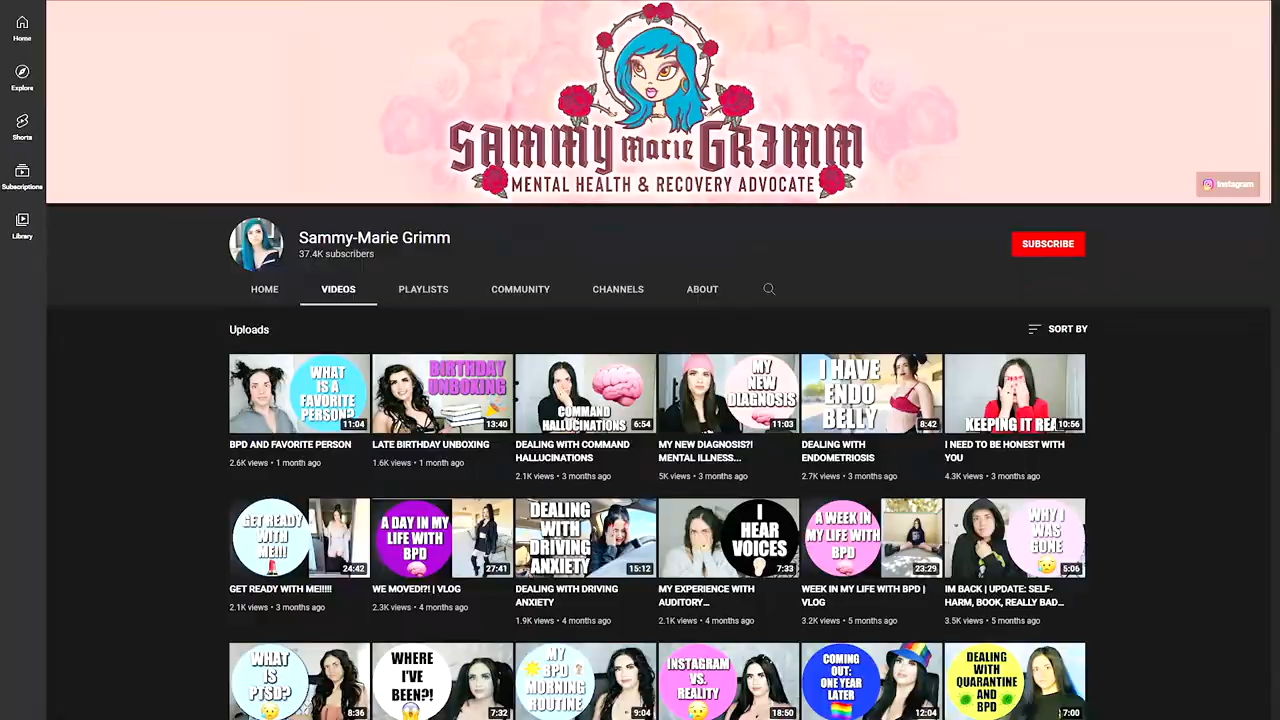 Home
Explore
Shorts
Subscriptions
Library
SAMMY marie GRIMM
MENTAL HEALTH & RECOVERY ADVOCATE
Instagram
Sammy-Marie Grimm
37.4K subscribers
SUBSCRIBE
HOME
VIDEOS
PLAYLISTS
COMMUNITY
CHANNELS
ABOUT
Uploads
SORT BY
WHAT
IS A
FAVORITE
PERSON?
11:04
BPD AND FAVORITE PERSON
2.6K views • 1 month ago
BIRTHDAY
UNBOXING
13:40
LATE BIRTHDAY UNBOXING
1.6K views • 1 month ago
COMMAND
HALLUCINATIONS
6:54
DEALING WITH COMMAND
HALLUCINATIONS
2.1K views • 3 months ago
MY
NEW
DIAGNOSIS
11:03
MY NEW DIAGNOSIS?!
MENTAL ILLNESS...
5K views • 3 months ago
I HAVE
ENDO
BELLY
8:42
DEALING WITH
ENDOMETRIOSIS
2.7K views • 3 months ago
KEEPING IT REA
10:56
I NEED TO BE HONEST WITH
YOU
4.3K views • 3 months ago
GET READY
WITH
ME!!!
24:42
GET READY WITH ME!!!!!
2.1K views • 3 months ago
A DAY IN MY
LIFE WITH
BPD
27:41
WE MOVED!?! | VLOG
2.3K views • 4 months ago
DEALING
WITH
DRIVING
ANXIETY
15:12
DEALING WITH DRIVING
ANXIETY
1.9K views • 4 months ago
I
HEAR
VOICES
7:33
MY EXPERIENCE WITH
AUDITORY...
2.1K views • 4 months ago
A WEEK IN
MY LIFE WITH
BPD
23:29
WEEK IN MY LIFE WITH BPD |
VLOG
3.2K views • 5 months ago
WHY I
WAS
GONE
5:06
IM BACK | UPDATE: SELF-
HARM, BOOK, REALLY BAD...
3.5K views • 5 months ago
WHAT
IS
PTSD?
8:36
WHERE
I'VE
BEEN?!
7:32
MY
BPD
MORNING
ROUTINE
9:04
INSTAGRAM
VS.
REALITY
18:50
COMING
OUT:
ONE YEAR
LATER
12:04
DEALING
WITH
QUARANTINE
AND
BPD
7:00